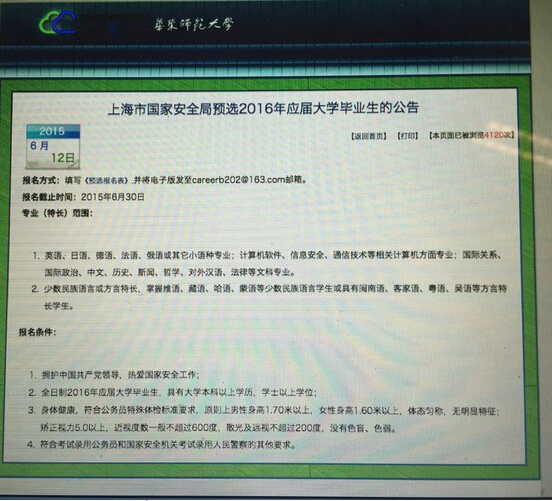 华东师范大学
上海市国家安全局预选2016年应届大学毕业生的公告
2015
6月
12日
【返回首页】 【打印】 【本页面已被浏览4120次】
报名方式：填写《预选报名表》,并将电子版发至careerb202@163.com邮箱。
报名截止时间：2015年6月30日
专业（特长）范围：
1. 英语、日语、德语、法语、俄语或其它小语种专业；计算机软件、信息安全、通信技术等相关计算机方面专业；国际关系、
国际政治、中文、历史、新闻、哲学、对外汉语、法律等文科专业。
2. 少数民族语言或方言特长，掌握维语、藏语、哈语、蒙语等少数民族语言学生或具有闽南语、客家语、粤语、吴语等方言特
长学生。
报名条件：
1. 拥护中国共产党领导，热爱国家安全工作；
2. 全日制2016年应届大学毕业生，具有大学本科以上学历，学士以上学位；
3. 身体健康，符合公务员特殊体检标准要求，原则上男性身高1.70米以上，女性身高1.60米以上，体态匀称，无明显特征；
矫正视力5.0以上，近视度数一般不超过600度，散光及远视不超过200度，没有色盲、色弱。
4. 符合考试录用公务员和国家安全机关考试录用人民警察的其他要求。